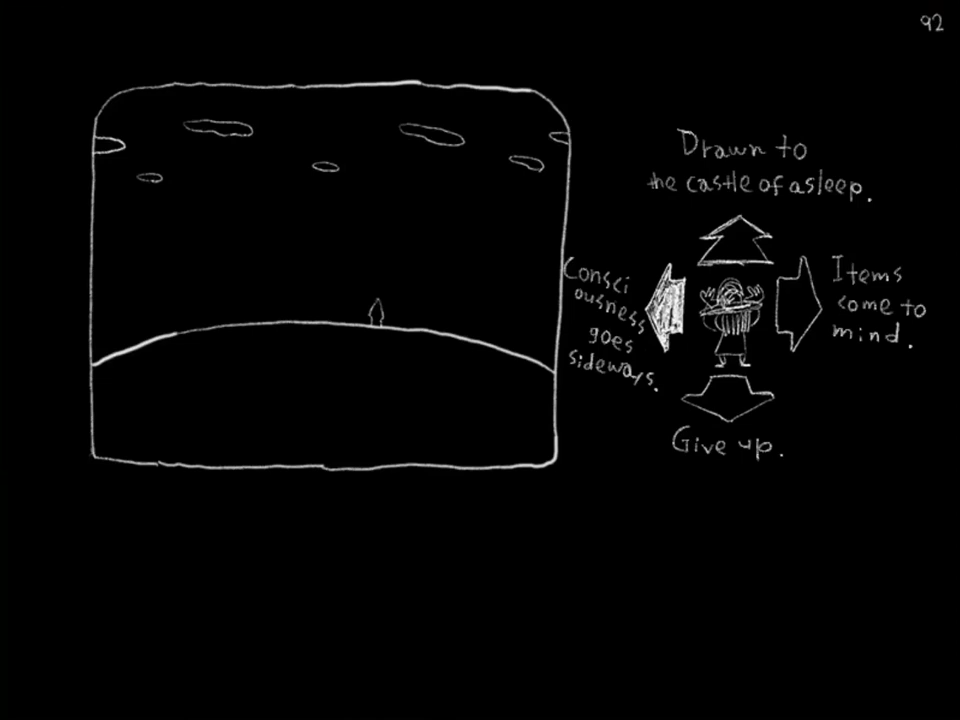 92
Drawn to
the castle of asleep.
Consci
ousness
goes
sideways.
Items
come to
mind.
Give up.